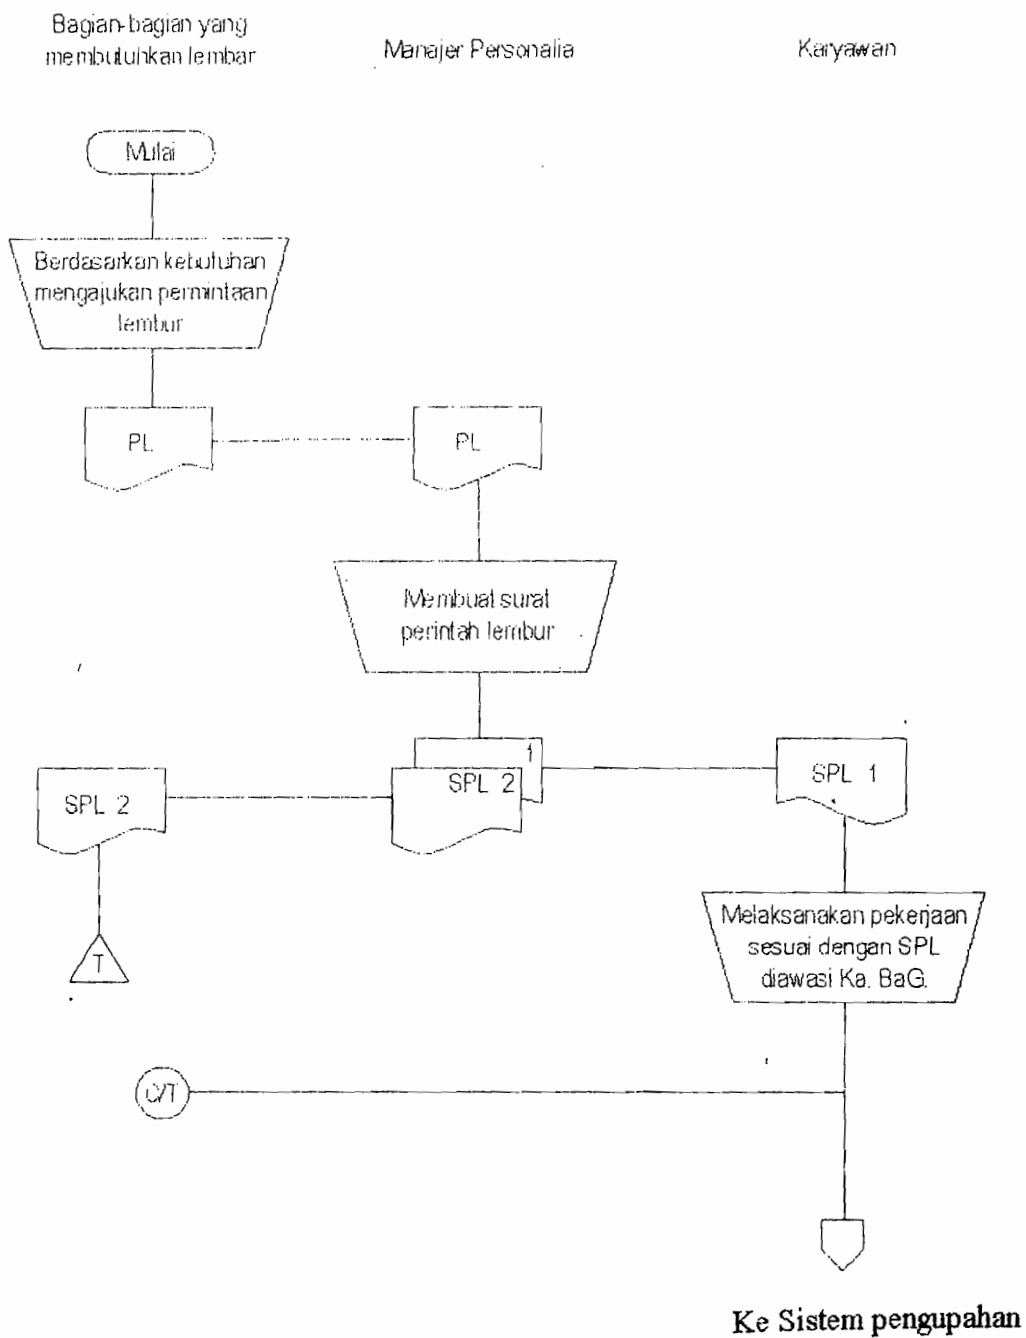 Bagian-bagian yang
membutuhkan lembar
Manajer Personalia
Karyawan
Mulai
Berdasarkan kebutuhan
mengajukan permintaan
lembur
PL
PL
Membuat surat
perintah lembur
1
SPL 2
SPL 2
SPL 1
T
Melaksanakan pekerjaan
sesuai dengan SPL
diawasi Ka. BaG.
C/T
Ke Sistem pengupahan